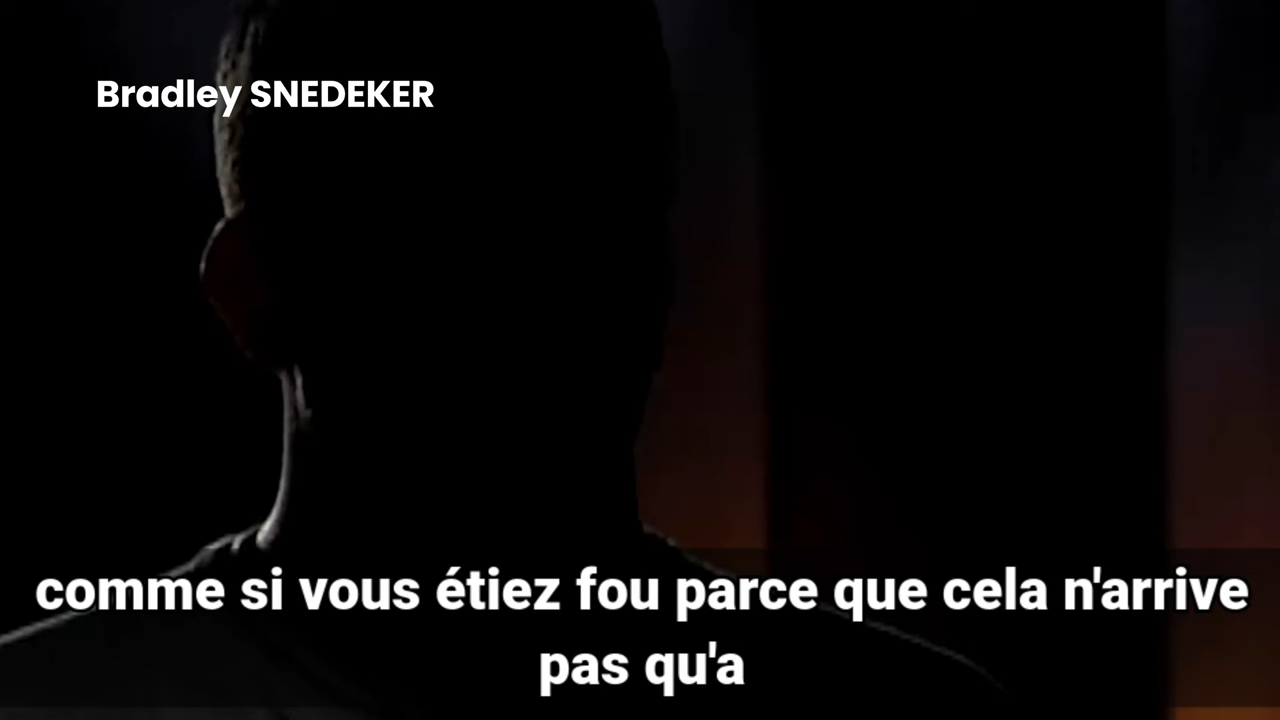 Bradley SNEDEKER
comme si vous étiez fou parce que cela n'arrive
pas qu'a